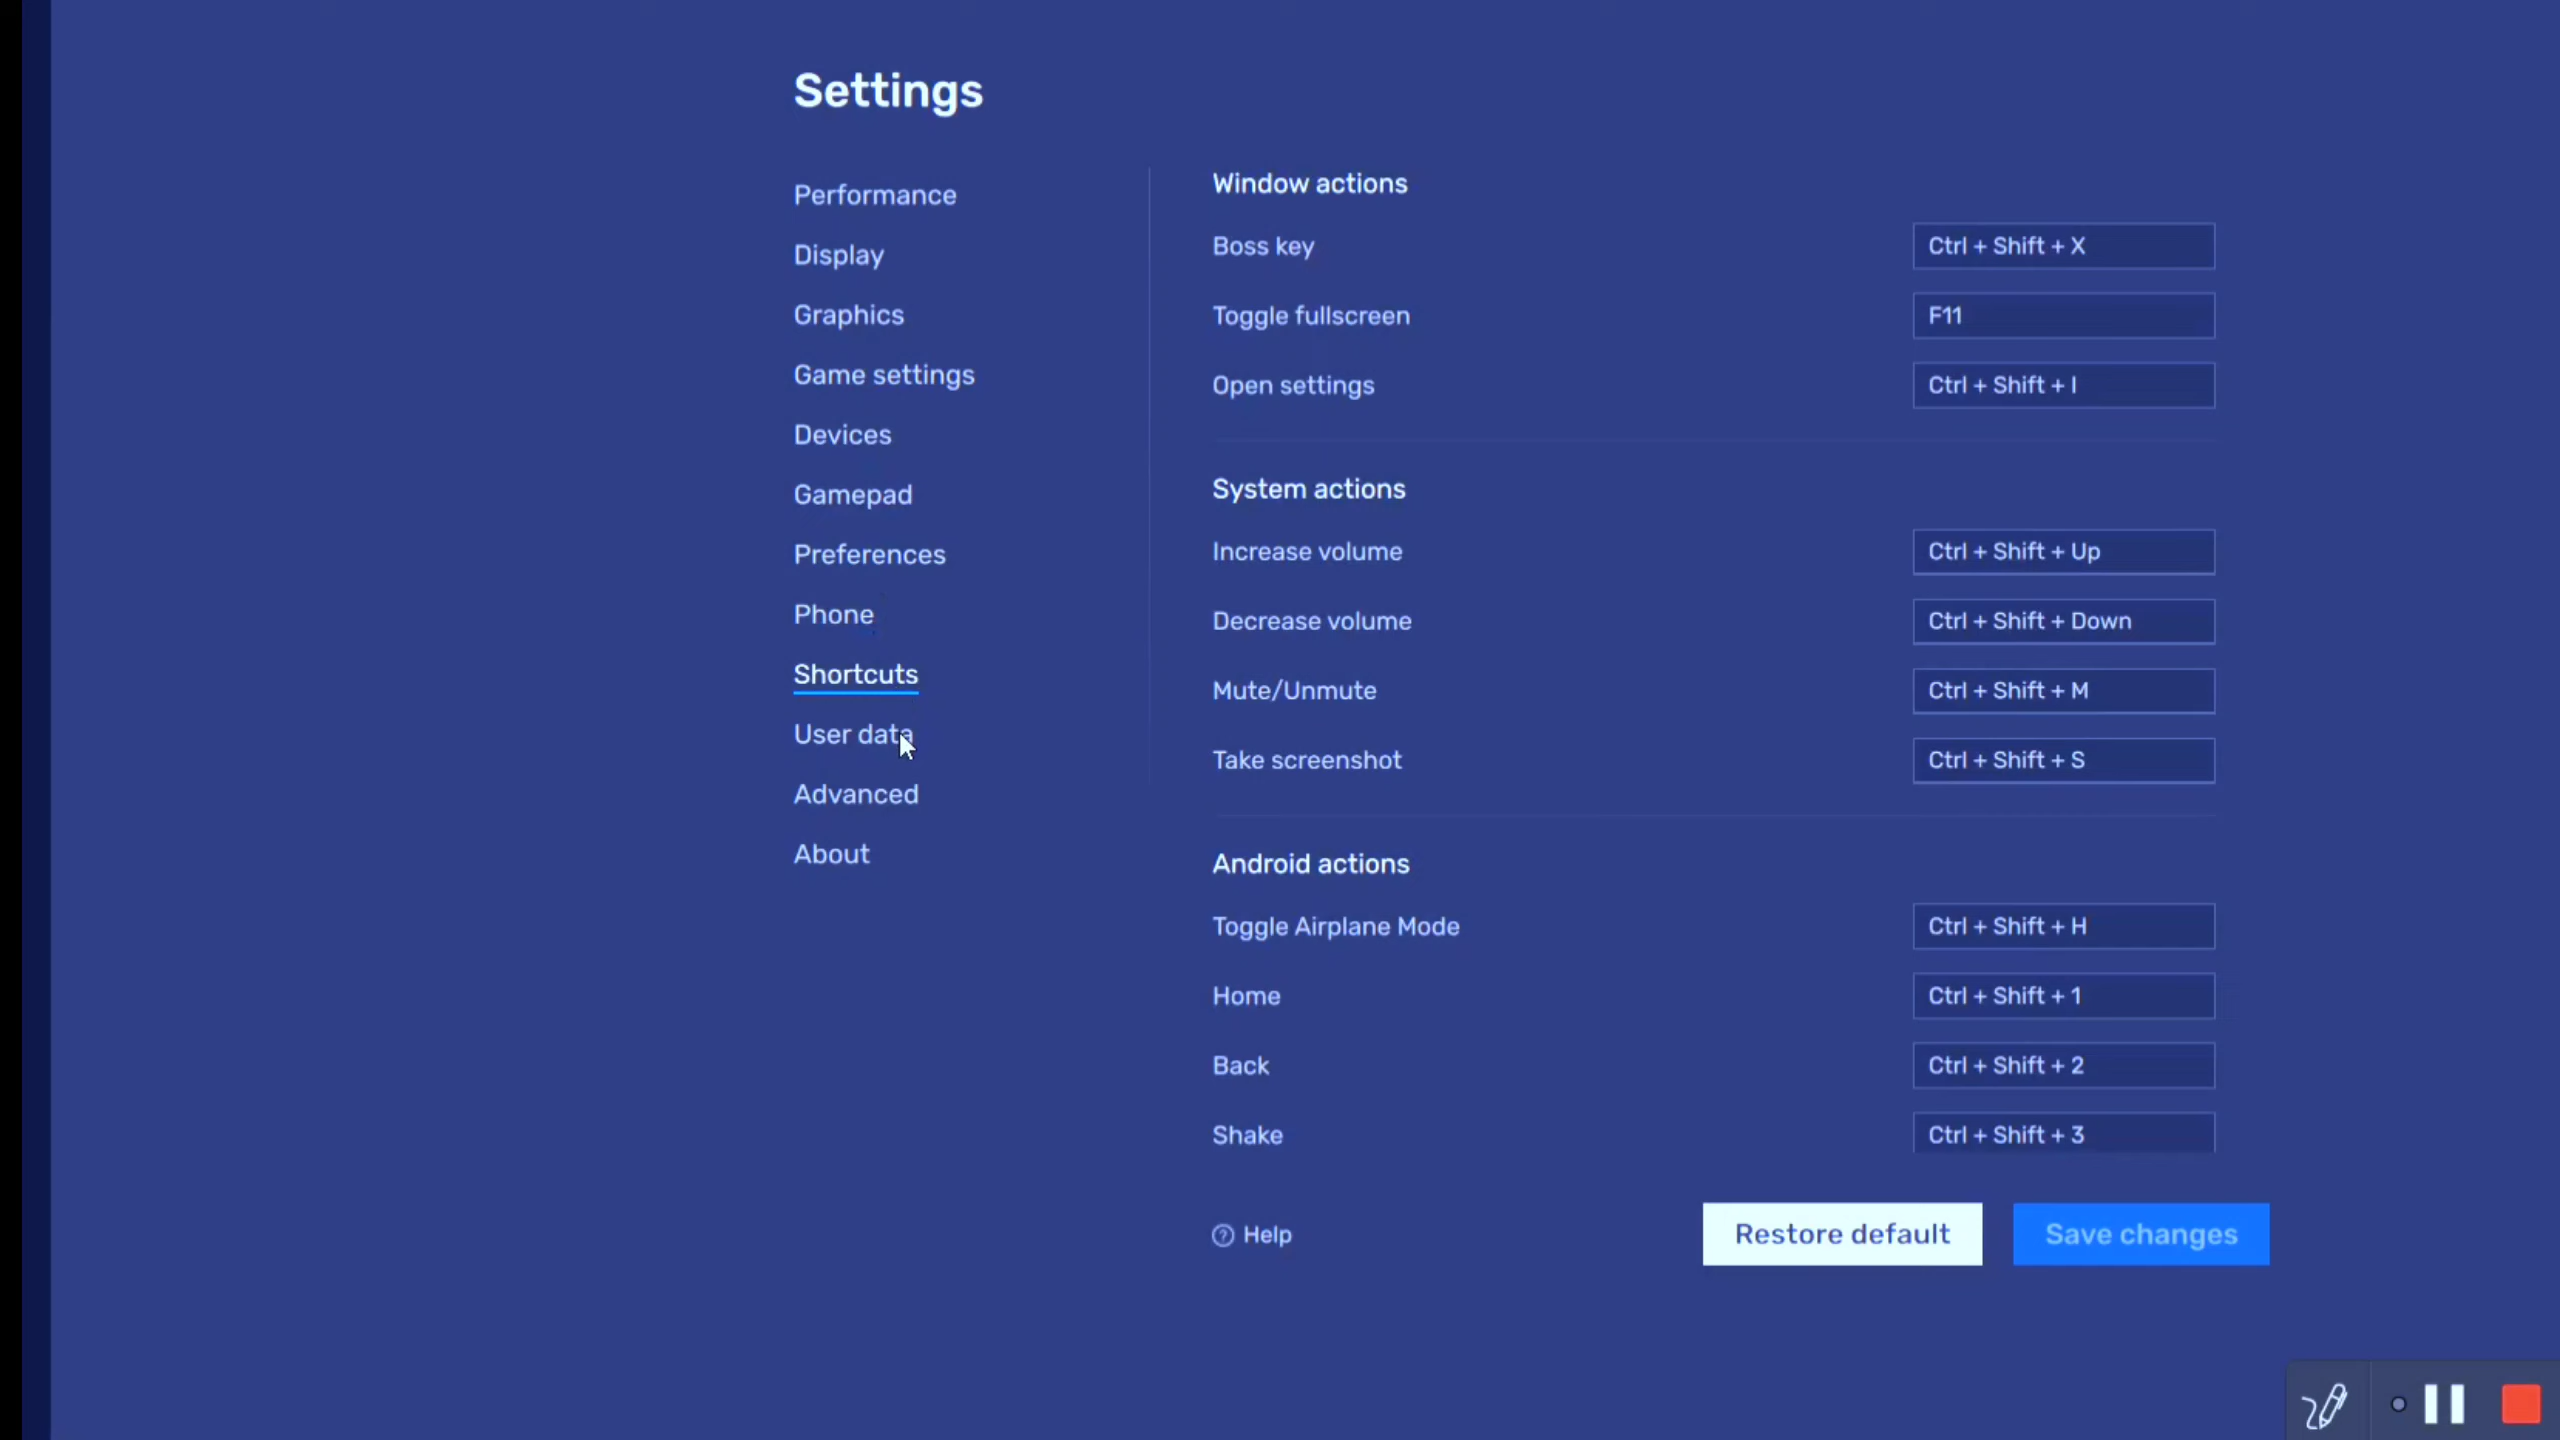 Settings
Performance
Display
Graphics
Game settings
Devices
Gamepad
Preferences
Phone
Shortcuts
User data
Advanced
About
Window actions
Boss key Ctrl + Shift + X
Toggle fullscreen F11
Open settings Ctrl + Shift + I
System actions
Increase volume Ctrl + Shift + Up
Decrease volume Ctrl + Shift + Down
Mute/Unmute Ctrl + Shift + M
Take screenshot Ctrl + Shift + S
Android actions
Toggle Airplane Mode Ctrl + Shift + H
Home Ctrl + Shift + 1
Back Ctrl + Shift + 2
Shake Ctrl + Shift + 3
? Help Restore default Save changes